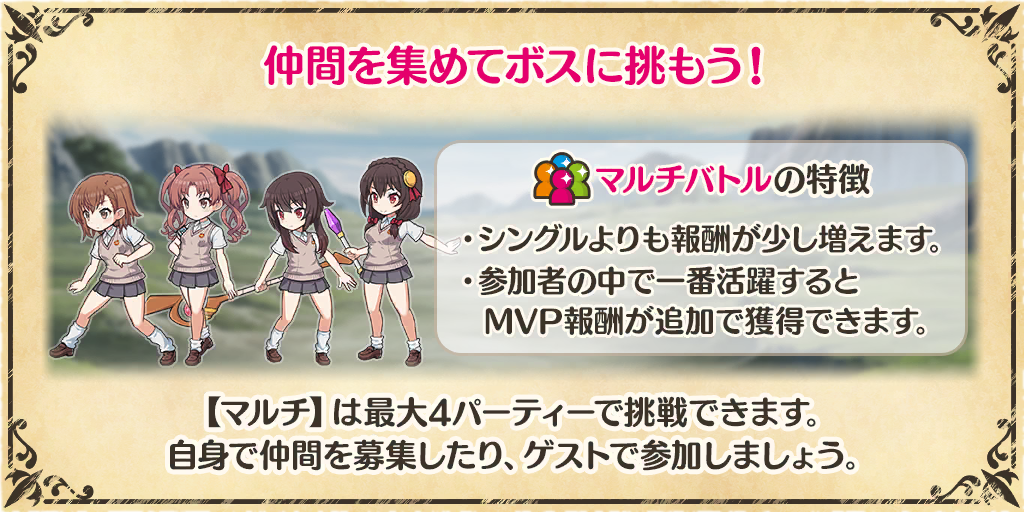 仲間を集めてボスに挑もう!
マルチバトルの特徴
・シングルよりも報酬が少し増えます。
・参加者の中で一番活躍すると
MVP報酬が追加で獲得できます。
【マルチ】は最大4パーティーで挑戦できます。
自身で仲間を募集したり、ゲストで参加しましょう。